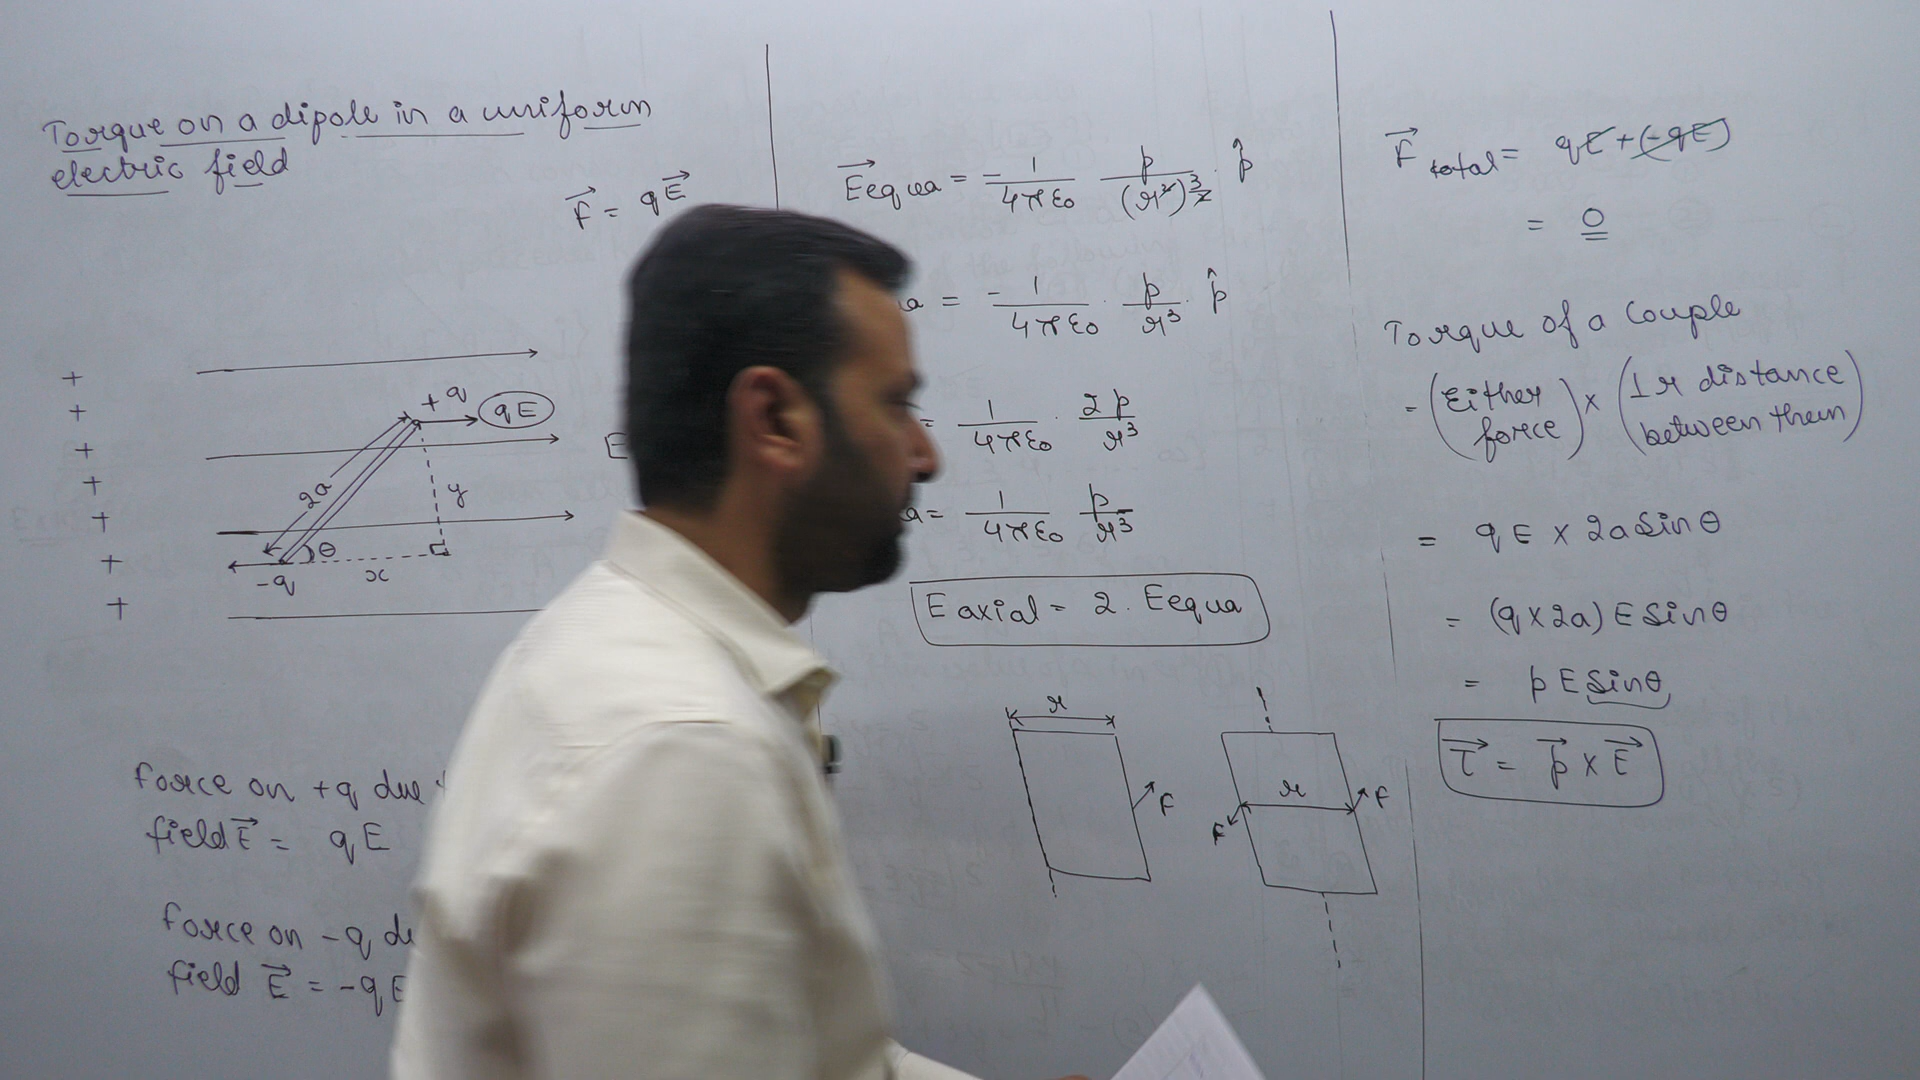 Torque on a dipole in a uniform
electric field
F⃗ = qE⃗
+
+
+
+
+
+
+
+q
qE
E
2a
y
θ
-q
x
Force on +q due
field E⃗ = qE
Force on -q
field E⃗ = -qE
E⃗equa = - 1/4πε₀ p/(r²)^3/2 . p̂
a = - 1/4πε₀ . p/r³ . p̂
= 1/4πε₀ . 2p/r³
a = 1/4πε₀ p/r³
E axial = 2 . Eequa
r
F
r
F
F
F⃗ total = qE + (-qE)
= 0
Torque of a Couple
= (Either force) × (⊥r distance between them)
= qE × 2a Sinθ
= (q × 2a) E Sinθ
= pE Sinθ
τ⃗ = p⃗ × E⃗